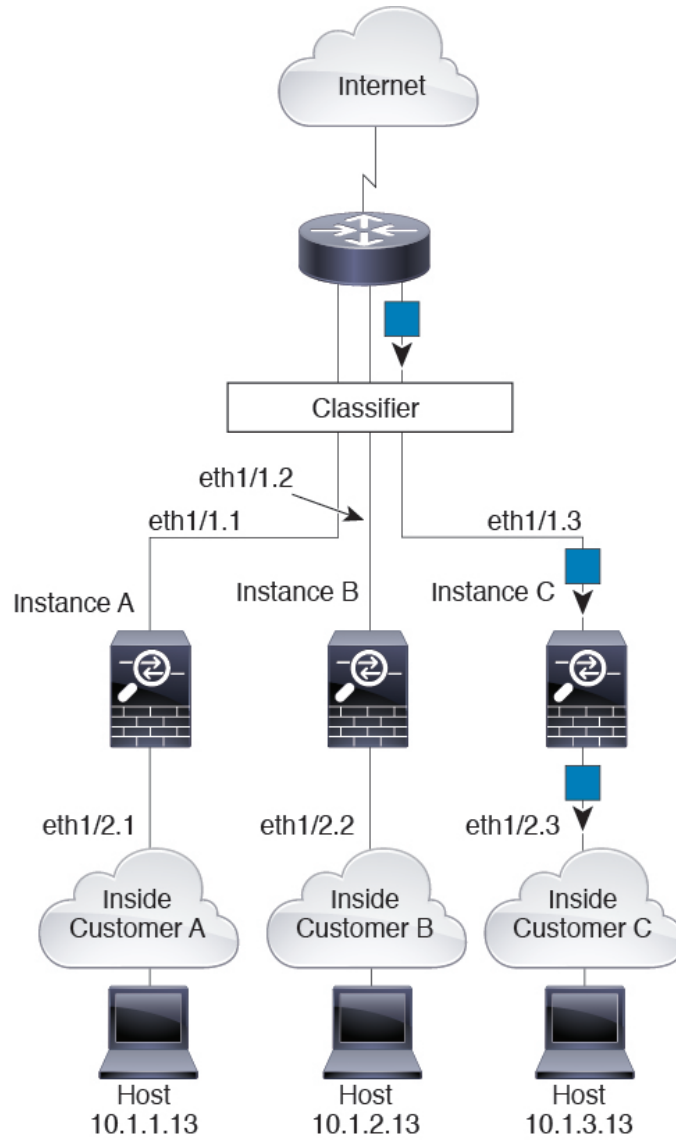 Internet
Classifier
eth1/1.2
eth1/1.1
eth1/1.3
Instance A
Instance B
Instance C
eth1/2.1
eth1/2.2
eth1/2.3
Inside
Customer A
Inside
Customer B
Inside
Customer C
Host
10.1.1.13
Host
10.1.2.13
Host
10.1.3.13